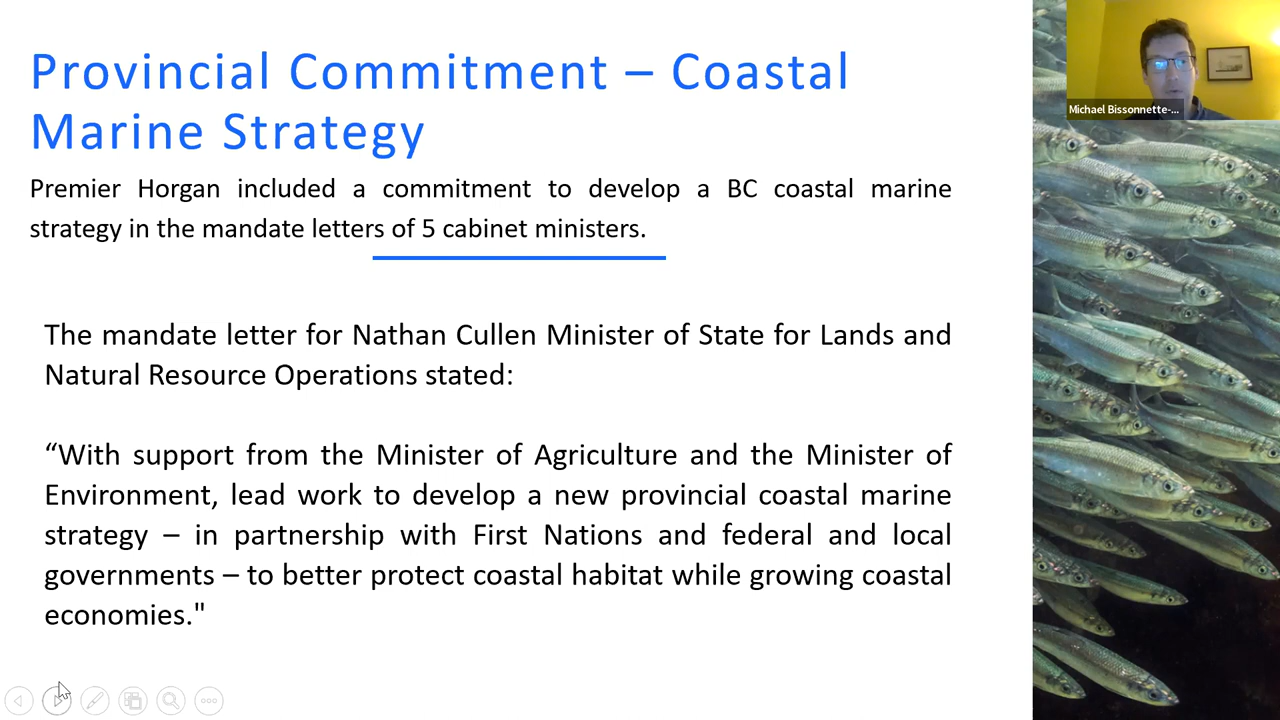 Provincial Commitment – Coastal
Marine Strategy
Premier Horgan included a commitment to develop a BC coastal marine
strategy in the mandate letters of 5 cabinet ministers.
The mandate letter for Nathan Cullen Minister of State for Lands and
Natural Resource Operations stated:
“With support from the Minister of Agriculture and the Minister of
Environment, lead work to develop a new provincial coastal marine
strategy – in partnership with First Nations and federal and local
governments – to better protect coastal habitat while growing coastal
economies."
Michael Bissonnette-...